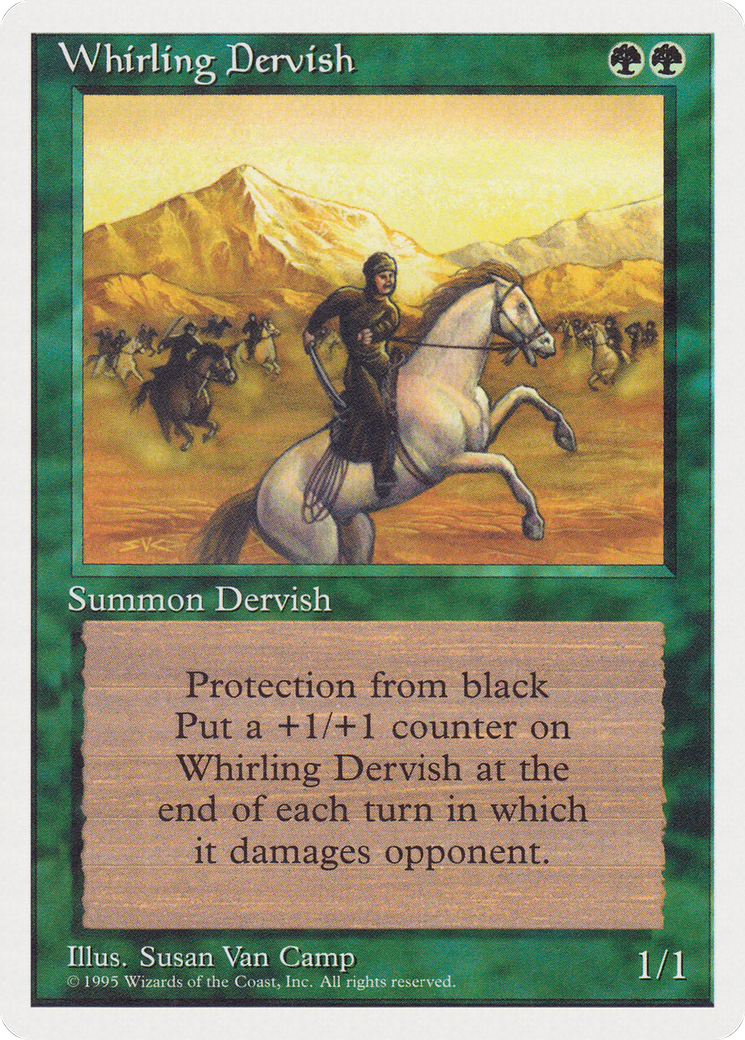 Whirling Dervish
SVC
Summon Dervish
Protection from black
Put a +1/+1 counter on
Whirling Dervish at the
end of each turn in which
it damages opponent.
Illus. Susan Van Camp
1/1
© 1995 Wizards of the Coast, Inc. All rights reserved.